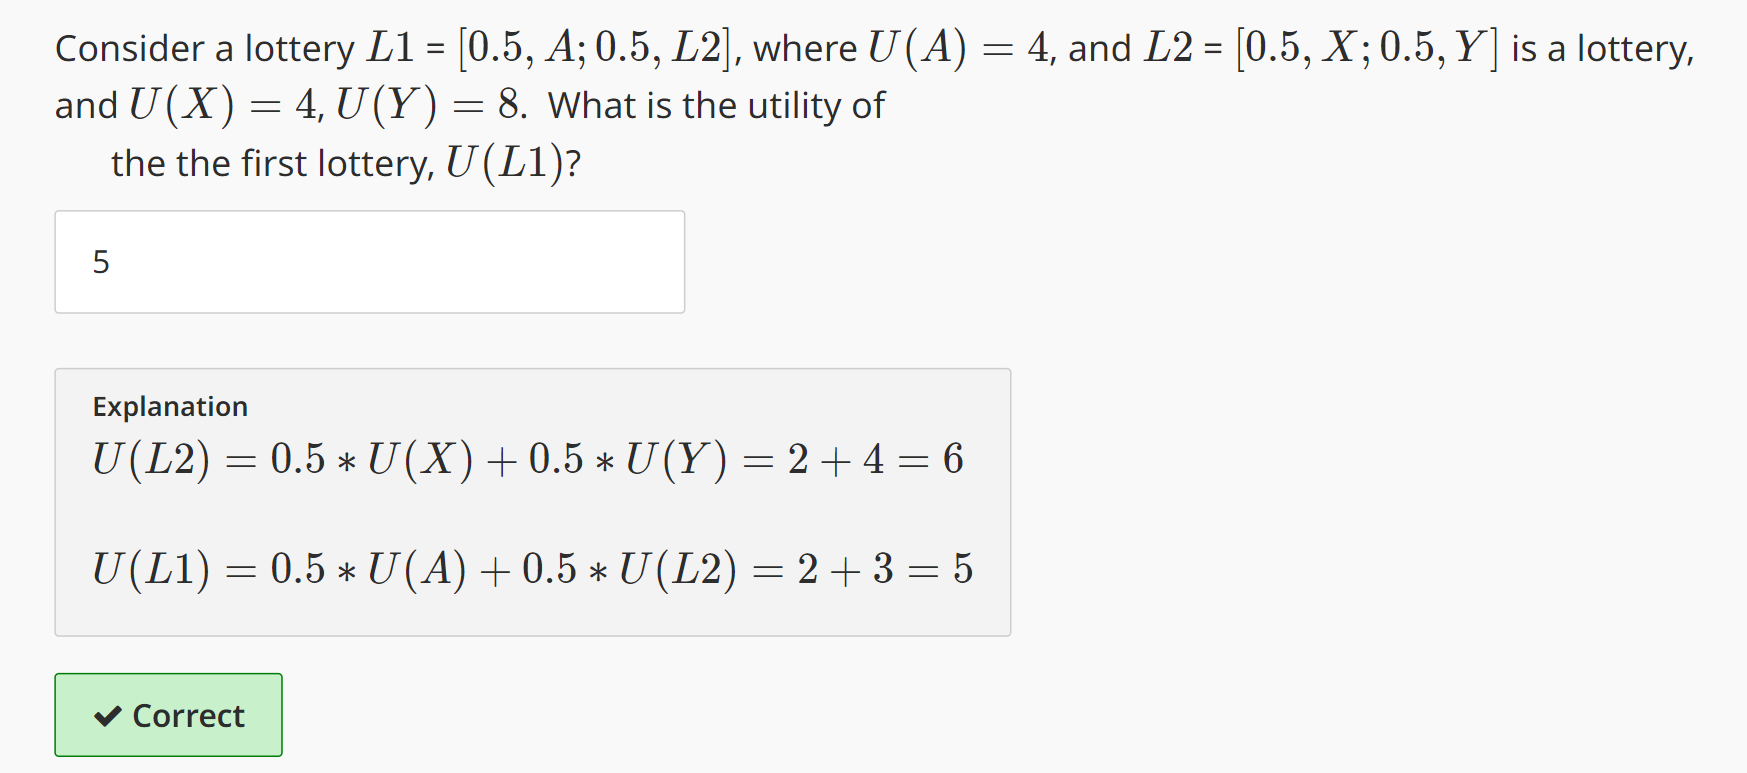 Consider a lottery L1 = [0.5, A; 0.5, L2], where U(A) = 4, and L2 = [0.5, X; 0.5, Y] is a lottery,
and U(X) = 4, U(Y) = 8. What is the utility of
the the first lottery, U(L1)?
5
Explanation
U(L2) = 0.5 * U(X) + 0.5 * U(Y) = 2 + 4 = 6
U(L1) = 0.5 * U(A) + 0.5 * U(L2) = 2 + 3 = 5
✔ Correct